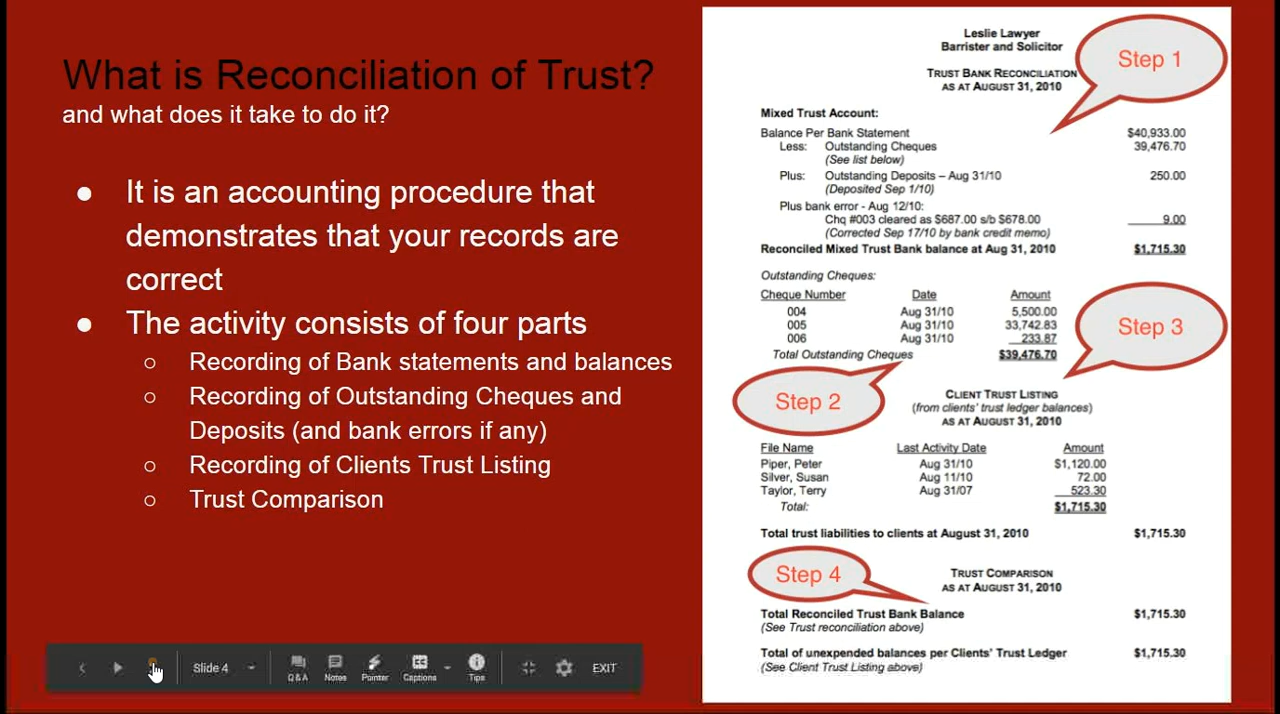 What is Reconciliation of Trust?
and what does it take to do it?
● It is an accounting procedure that
demonstrates that your records are
correct
● The activity consists of four parts
○ Recording of Bank statements and balances
○ Recording of Outstanding Cheques and
Deposits (and bank errors if any)
○ Recording of Clients Trust Listing
○ Trust Comparison
Leslie Lawyer
Barrister and Solicitor
TRUST BANK RECONCILIATION
AS AT AUGUST 31, 2010
Step 1
Mixed Trust Account:
Balance Per Bank Statement $40,933.00
Less: Outstanding Cheques 39,476.70
(See list below)
Plus: Outstanding Deposits – Aug 31/10 250.00
(Deposited Sep 1/10)
Plus bank error - Aug 12/10:
Chq #003 cleared as $687.00 s/b $678.00 9.00
(Corrected Sep 17/10 by bank credit memo)
Reconciled Mixed Trust Bank balance at Aug 31, 2010 $1,715.30
Outstanding Cheques:
Cheque Number Date Amount
004 Aug 31/10 5,500.00
005 Aug 31/10 33,742.83
006 Aug 31/10 233.87
Total Outstanding Cheques $39,476.70
Step 3
Step 2
CLIENT TRUST LISTING
(from clients' trust ledger balances)
AS AT AUGUST 31, 2010
File Name Last Activity Date Amount
Piper, Peter Aug 31/10 $1,120.00
Silver, Susan Aug 11/10 72.00
Taylor, Terry Aug 31/07 523.30
Total: $1,715.30
Total trust liabilities to clients at August 31, 2010 $1,715.30
Step 4
TRUST COMPARISON
AS AT AUGUST 31, 2010
Total Reconciled Trust Bank Balance $1,715.30
(See Trust reconciliation above)
Total of unexpended balances per Clients' Trust Ledger $1,715.30
(See Client Trust Listing above)
Slide 4 Q&A Notes Pointer Captions Tips EXIT